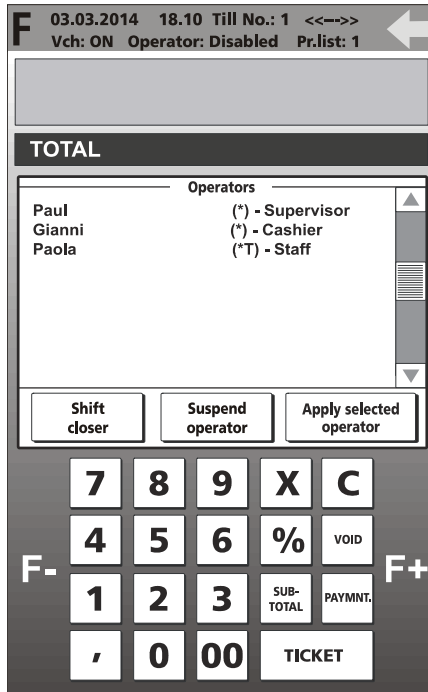 F 03.03.2014 18.10 Till No.: 1 <<-->>
Vch: ON Operator: Disabled Pr.list: 1
TOTAL
Operators
Paul (*) - Supervisor
Gianni (*) - Cashier
Paola (*T) - Staff
Shift closer
Suspend operator
Apply selected operator
7 8 9 X C
4 5 6 % VOID
F- F+
1 2 3 SUB-TOTAL PAYMNT.
, 0 00 TICKET